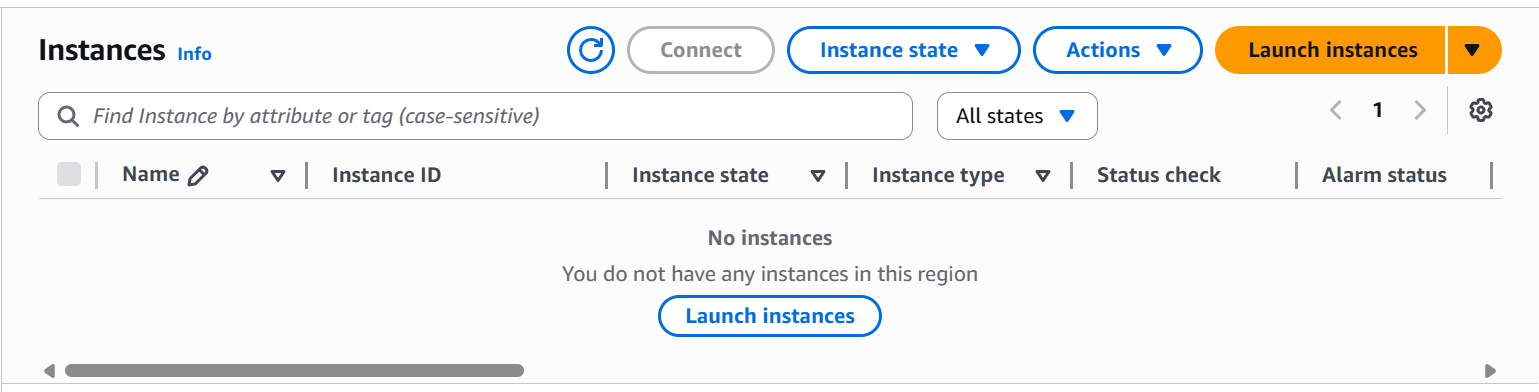 Instances Info Connect Instance state Actions Launch instances
Find Instance by attribute or tag (case-sensitive) All states 1
Name Instance ID Instance state Instance type Status check Alarm status
No instances
You do not have any instances in this region
Launch instances